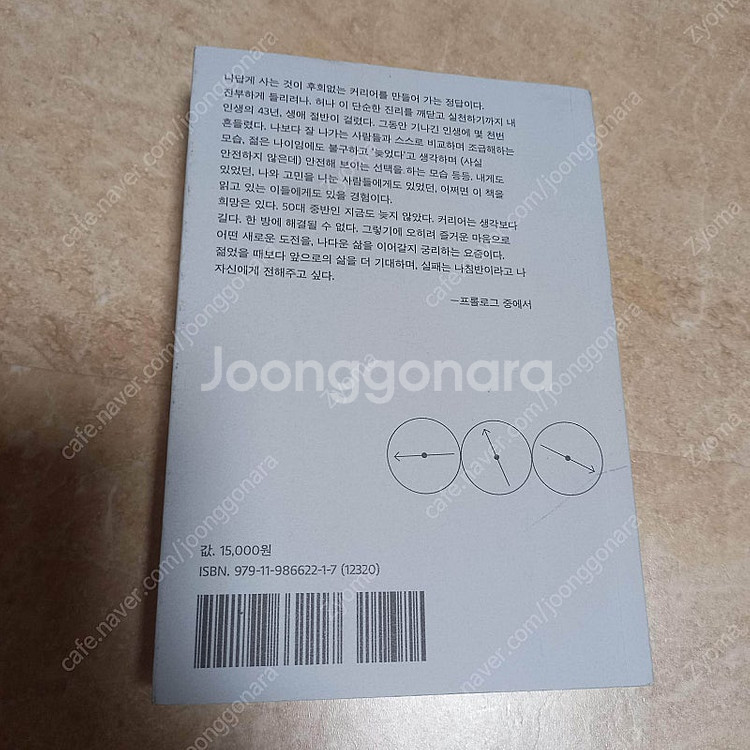 나답게 사는 것이 후회없는 커리어를 만들어 가는 정답이다.
진부하게 들리려나. 허나 이 단순한 진리를 깨닫고 실천하기까지 내
인생의 43년, 생애 절반이 걸렸다. 그동안 기나긴 인생에 몇 천번
흔들렸다. 나보다 잘 나가는 사람들과 스스로 비교하며 조급해하는
모습, 젊은 나이임에도 불구하고 '늦었다'고 생각하며 (사실
안전하지 않은데) 안전해 보이는 선택을 하는 모습 등등. 내게도
있었던, 나와 고민을 나눈 사람들에게도 있었던, 어쩌면 이 책을
읽고 있는 이들에게도 있을 경험이다.
희망은 있다. 50대 중반인 지금도 늦지 않았다. 커리어는 생각보다
길다. 한 방에 해결될 수 없다. 그렇기에 오히려 즐거운 마음으로
어떤 새로운 도전을, 나다운 삶을 이어갈지 궁리하는 요즘이다.
젊었을 때보다 앞으로의 삶을 더 기대하며, 실패는 나침반이라고 나
자신에게 전해주고 싶다.
—프롤로그 중에서
Joonggonara
값. 15,000원
ISBN. 979-11-986622-1-7 (12320)
cafe.naver.com/joonggonara
Zyoma